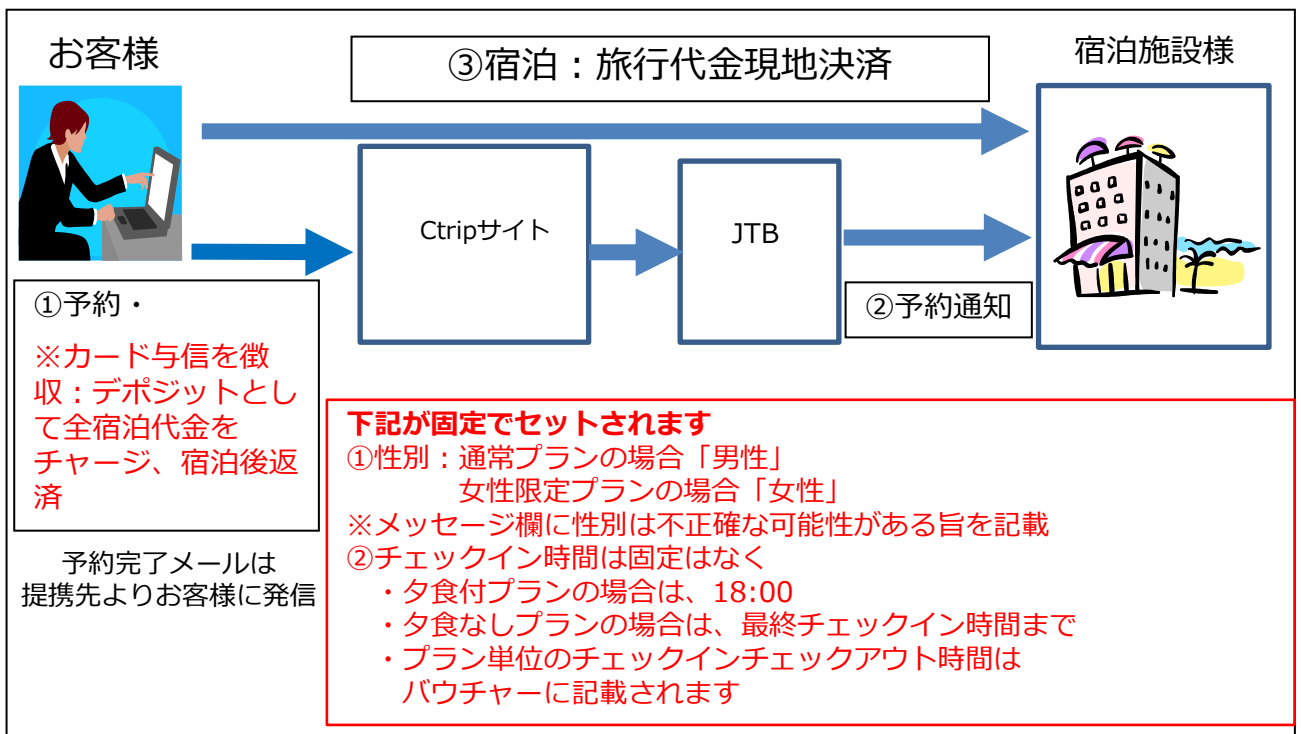 お客様
③宿泊：旅行代金現地決済
宿泊施設様
Ctripサイト
JTB
①予約・
※カード与信を徴
収：デポジットとし
て全宿泊代金を
チャージ、宿泊後返
済
②予約通知
予約完了メールは
提携先よりお客様に発信
下記が固定でセットされます
①性別：通常プランの場合「男性」
女性限定プランの場合「女性」
※メッセージ欄に性別は不正確な可能性がある旨を記載
②チェックイン時間は固定はなく
・夕食付プランの場合は、18:00
・夕食なしプランの場合は、最終チェックイン時間まで
・プラン単位のチェックインチェックアウト時間は
バウチャーに記載されます